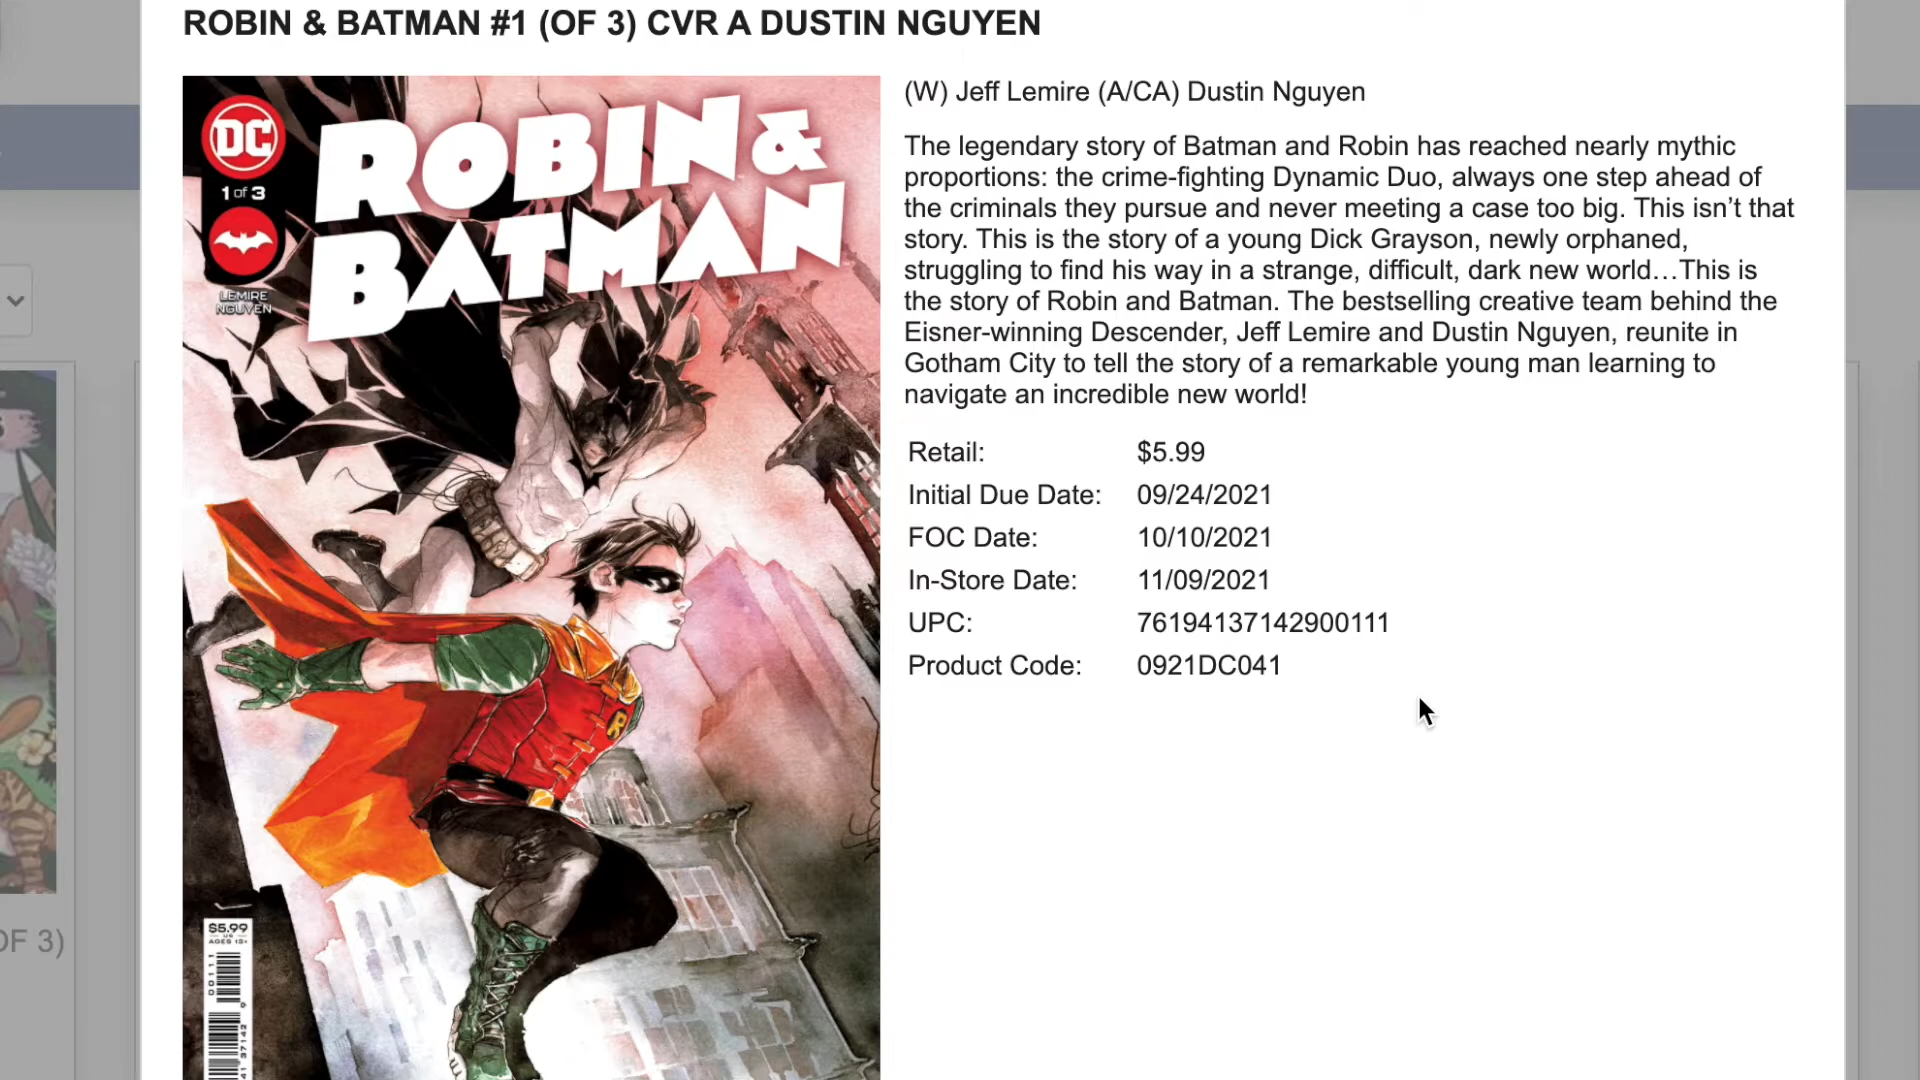 ROBIN & BATMAN #1 (OF 3) CVR A DUSTIN NGUYEN
DC
1 of 3
LEMIRE
NGUYEN
ROBIN &
BATMAN
R
$5.99
US
AGES 13+
00111
41 37142 9
(W) Jeff Lemire (A/CA) Dustin Nguyen
The legendary story of Batman and Robin has reached nearly mythic
proportions: the crime-fighting Dynamic Duo, always one step ahead of
the criminals they pursue and never meeting a case too big. This isn’t that
story. This is the story of a young Dick Grayson, newly orphaned,
struggling to find his way in a strange, difficult, dark new world…This is
the story of Robin and Batman. The bestselling creative team behind the
Eisner-winning Descender, Jeff Lemire and Dustin Nguyen, reunite in
Gotham City to tell the story of a remarkable young man learning to
navigate an incredible new world!
Retail: $5.99
Initial Due Date: 09/24/2021
FOC Date: 10/10/2021
In-Store Date: 11/09/2021
UPC: 76194137142900111
Product Code: 0921DC041
OF 3)